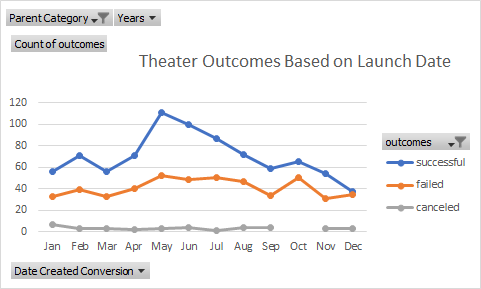 Parent Category Years
Count of outcomes
Theater Outcomes Based on Launch Date
120
100
80
60
40
20
0
Jan Feb Mar Apr May Jun Jul Aug Sep Oct Nov Dec
outcomes
successful
failed
canceled
Date Created Conversion